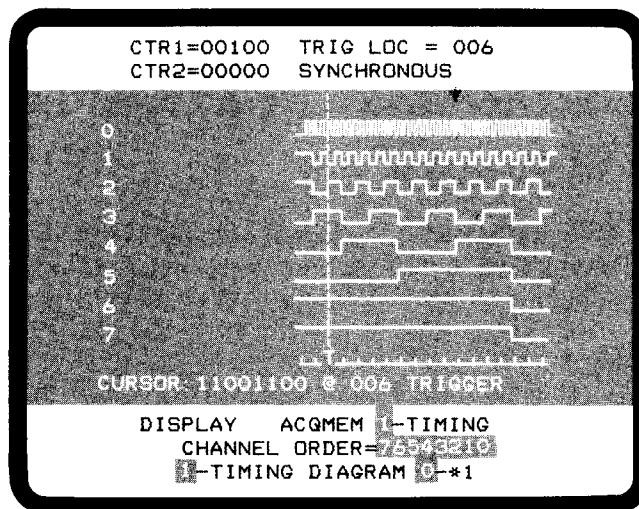 CTR1=00100 TRIG LOC = 006
CTR2=00000 SYNCHRONOUS
0
1
2
3
4
5
6
7
T
CURSOR 11001100 @ 006 TRIGGER
DISPLAY ACQMEM 1-TIMING
CHANNEL ORDER=76543210
1-TIMING DIAGRAM 0-*1